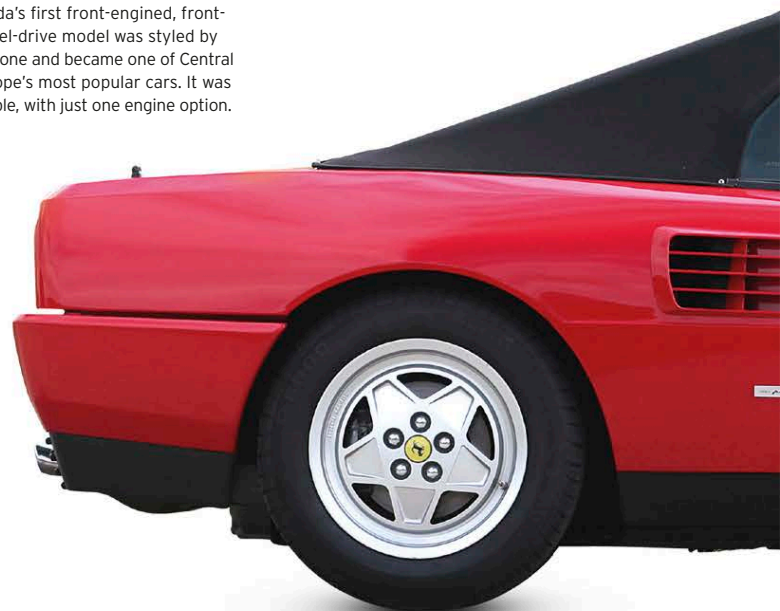 da's first front-engined, front-
el-drive model was styled by
one and became one of Central
ope's most popular cars. It was
ple, with just one engine option.